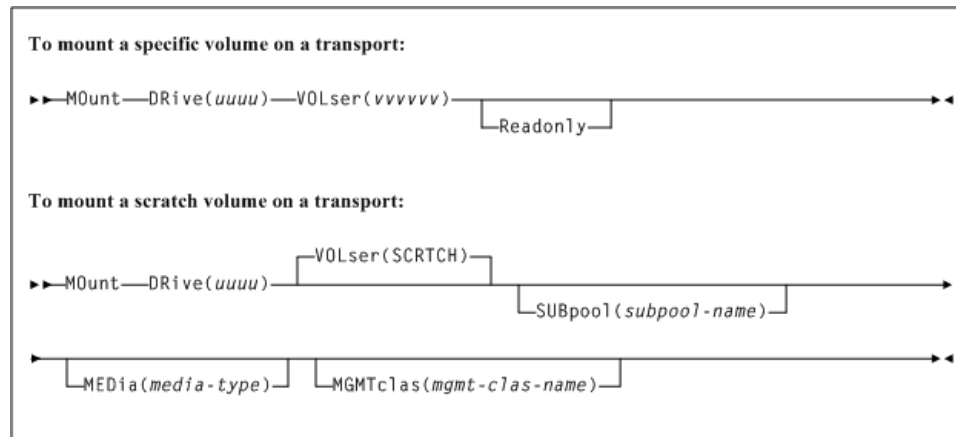 To mount a specific volume on a transport:
MOunt DRive(uuuu) VOLser(vvvvvv)
Readonly
To mount a scratch volume on a transport:
VOLser(SCRTCH)
MOunt DRive(uuuu)
SUBpool(subpool-name)
MEDia(media-type) MGMTclas(mgmt-clas-name)